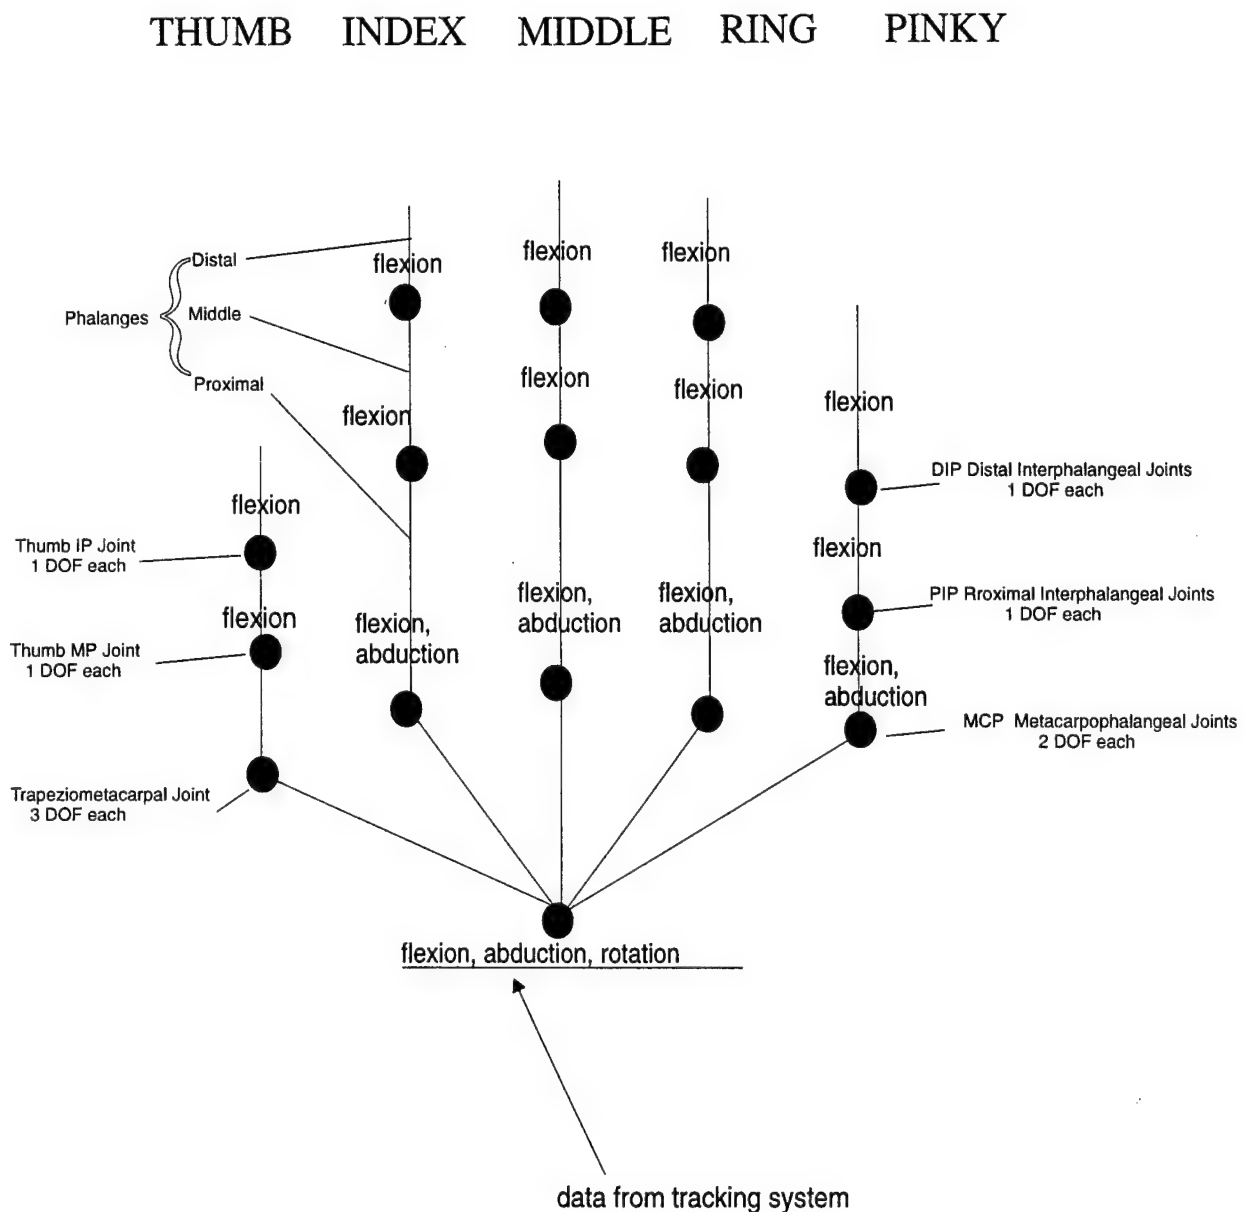 THUMB INDEX MIDDLE RING PINKY
flexion
flexion
Distal
flexion
Phalanges
Middle
flexion
Proximal
flexion
flexion
flexion
DIP Distal Interphalangeal Joints
1 DOF each
flexion
Thumb IP Joint
1 DOF each
flexion
PIP Rroximal Interphalangeal Joints
1 DOF each
flexion
Thumb MP Joint
1 DOF each
flexion,
abduction
flexion,
abduction
flexion,
abduction
flexion,
abduction
MCP Metacarpophalangeal Joints
2 DOF each
Trapeziometacarpal Joint
3 DOF each
flexion, abduction, rotation
data from tracking system